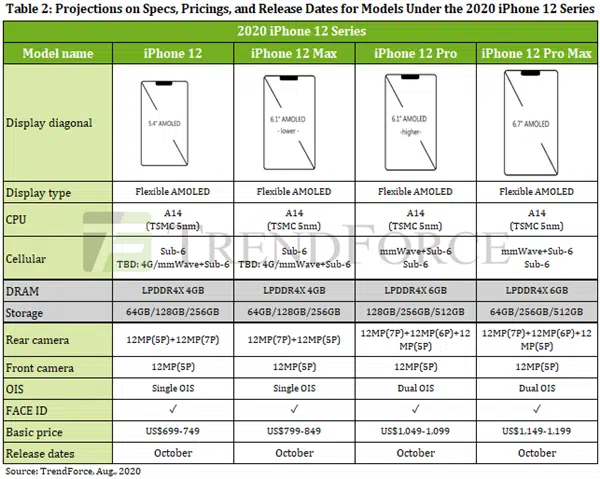 Table 2: Projections on Specs, Pricings, and Release Dates for Models Under the 2020 iPhone 12 Series
2020 iPhone 12 Series
Model name iPhone 12 iPhone 12 Max iPhone 12 Pro iPhone 12 Pro Max
Display diagonal 5.4" AMOLED 6.1" AMOLED - lower - 6.1" AMOLED -higher- 6.7" AMOLED
Display type Flexible AMOLED Flexible AMOLED Flexible AMOLED Flexible AMOLED
CPU A14 (TSMC 5nm) A14 (TSMC 5nm) A14 (TSMC 5nm) A14 (TSMC 5nm)
TRENDFORCE
Cellular Sub-6 TBD: 4G/mmWave+Sub-6 Sub-6 TBD: 4G/mmWave+Sub-6 mmWave+Sub-6 Sub-6 mmWave+Sub-6 Sub-6
DRAM LPDDR4X 4GB LPDDR4X 4GB LPDDR4X 6GB LPDDR4X 6GB
Storage 64GB/128GB/256GB 64GB/128GB/256GB 128GB/256GB/512GB 64GB/256GB/512GB
Rear camera 12MP(5P)+12MP(7P) 12MP(7P)+12MP(5P) 12MP(7P)+12MP(6P)+12MP(5P) 12MP(7P)+12MP(6P)+12MP(5P)
Front camera 12MP(5P) 12MP(5P) 12MP(5P) 12MP(5P)
OIS Single OIS Single OIS Dual OIS Dual OIS
FACE ID ✓ ✓ ✓ ✓
Basic price US$699-749 US$799-849 US$1,049-1,099 US$1,149-1,199
Release dates October October October October
Source: TrendForce, Aug., 2020